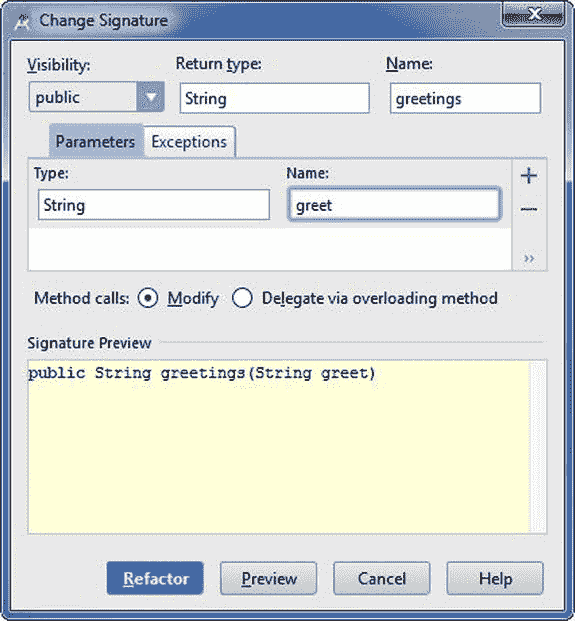 Change Signature
Visibility: Return type: Name:
public String greetings
Parameters Exceptions
Type: Name:
String greet
Method calls: Modify Delegate via overloading method
Signature Preview
public String greetings(String greet)
Refactor Preview Cancel Help